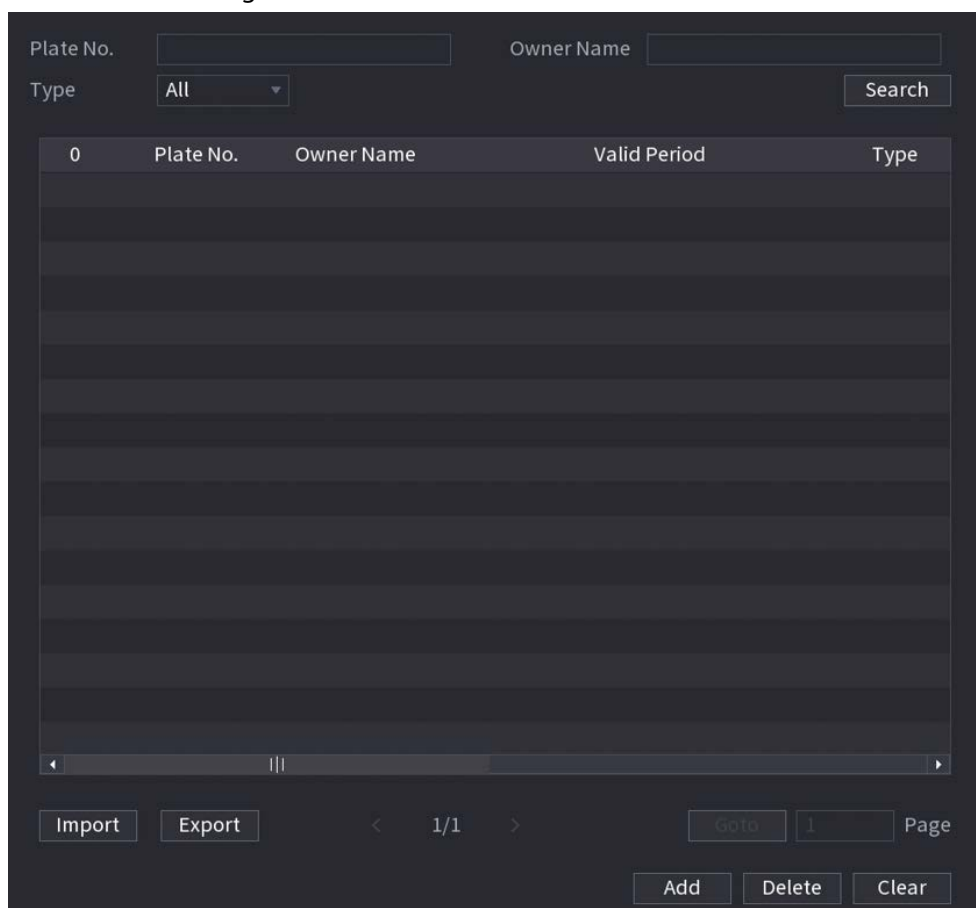 Plate No. Owner Name
Type All Search
0 Plate No. Owner Name Valid Period Type
Import Export < 1/1 > Goto 1 Page
Add Delete Clear